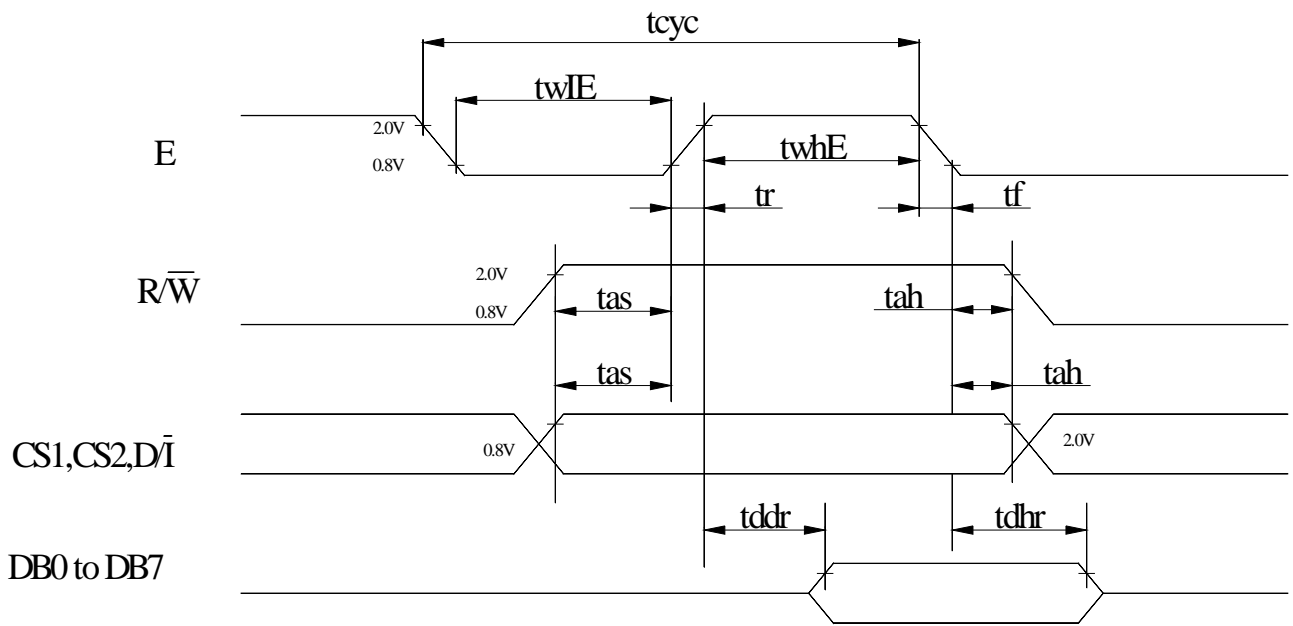 tcyc
twlE
2.0V
E
0.8V
twhE
tr
tf
R/W̅
2.0V
0.8V
tas
tah
tas
tah
CS1,CS2,D/I̅
0.8V
2.0V
tddr
tdhr
DB0 to DB7